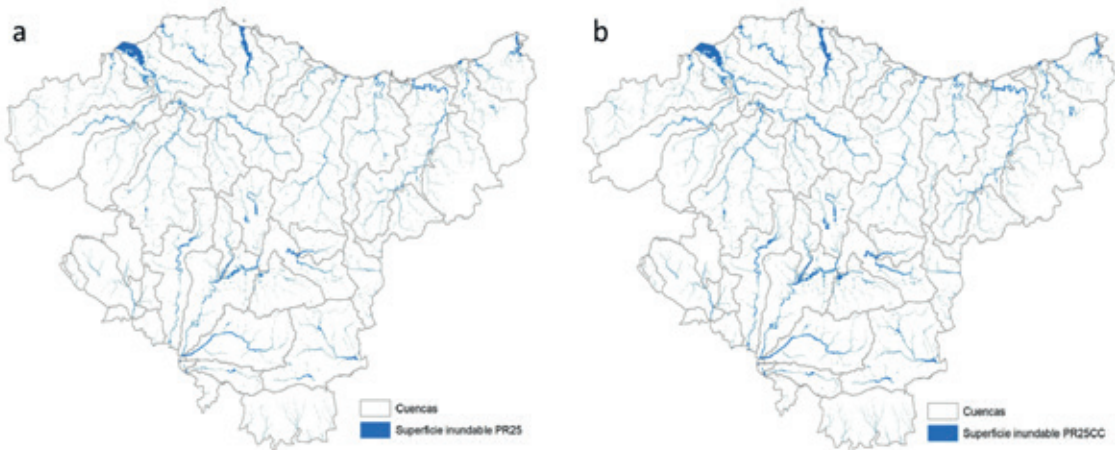 a
b
Cuencas
Superficie inundable PR25
Cuencas
Superficie inundable PR25CC